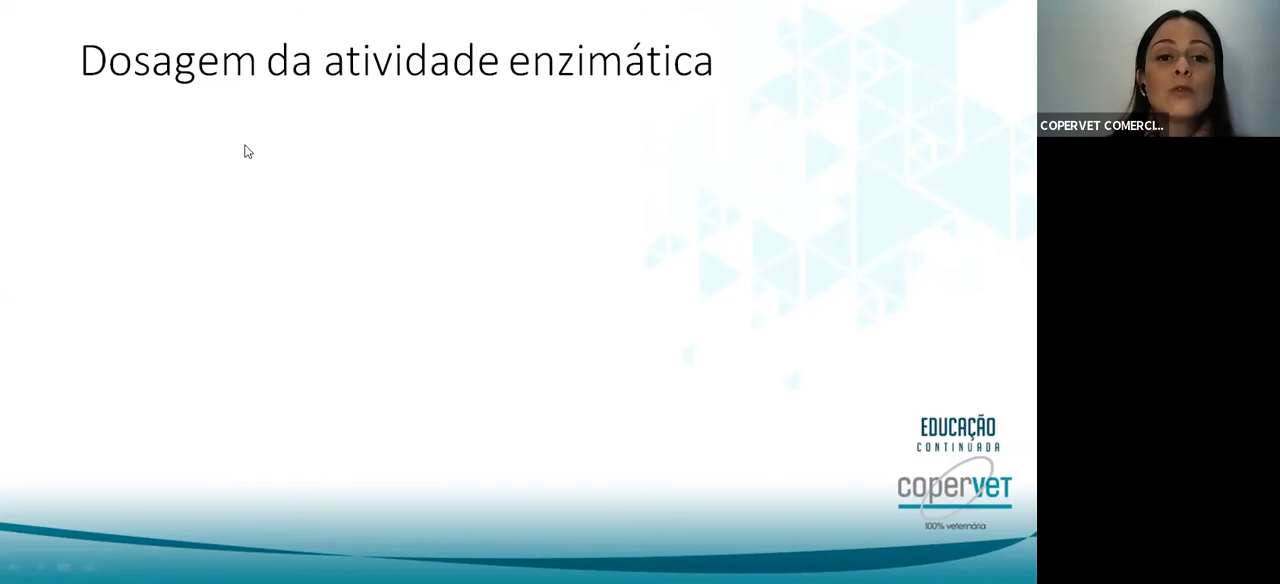 Dosagem da atividade enzimática
COPERVET COMERCI...
EDUCAÇÃO
CONTINUADA
copervet
100% veterinária